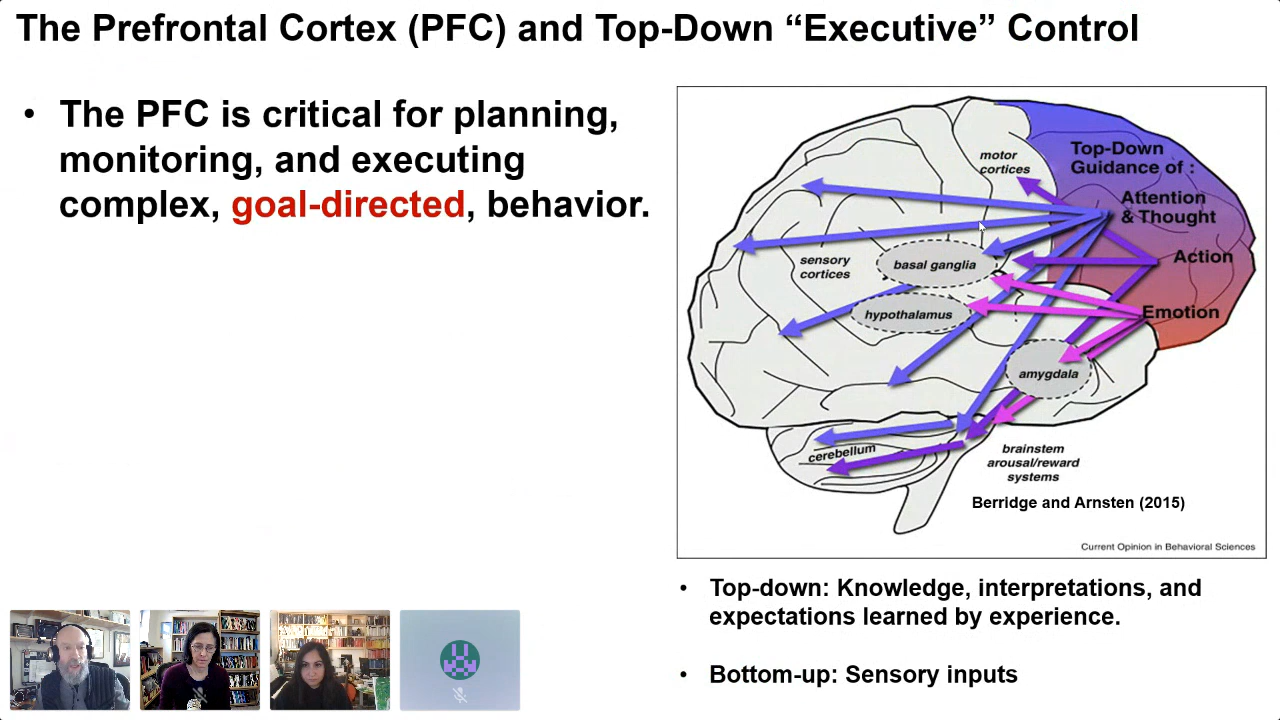 The Prefrontal Cortex (PFC) and Top-Down “Executive” Control
• The PFC is critical for planning,
monitoring, and executing
complex, goal-directed, behavior.
Top-Down
Guidance of :
Attention
& Thought
Action
Emotion
motor
cortices
sensory
cortices
basal ganglia
hypothalamus
amygdala
cerebellum
brainstem
arousal/reward
systems
Berridge and Arnsten (2015)
Current Opinion in Behavioral Sciences
• Top-down: Knowledge, interpretations, and
expectations learned by experience.
• Bottom-up: Sensory inputs